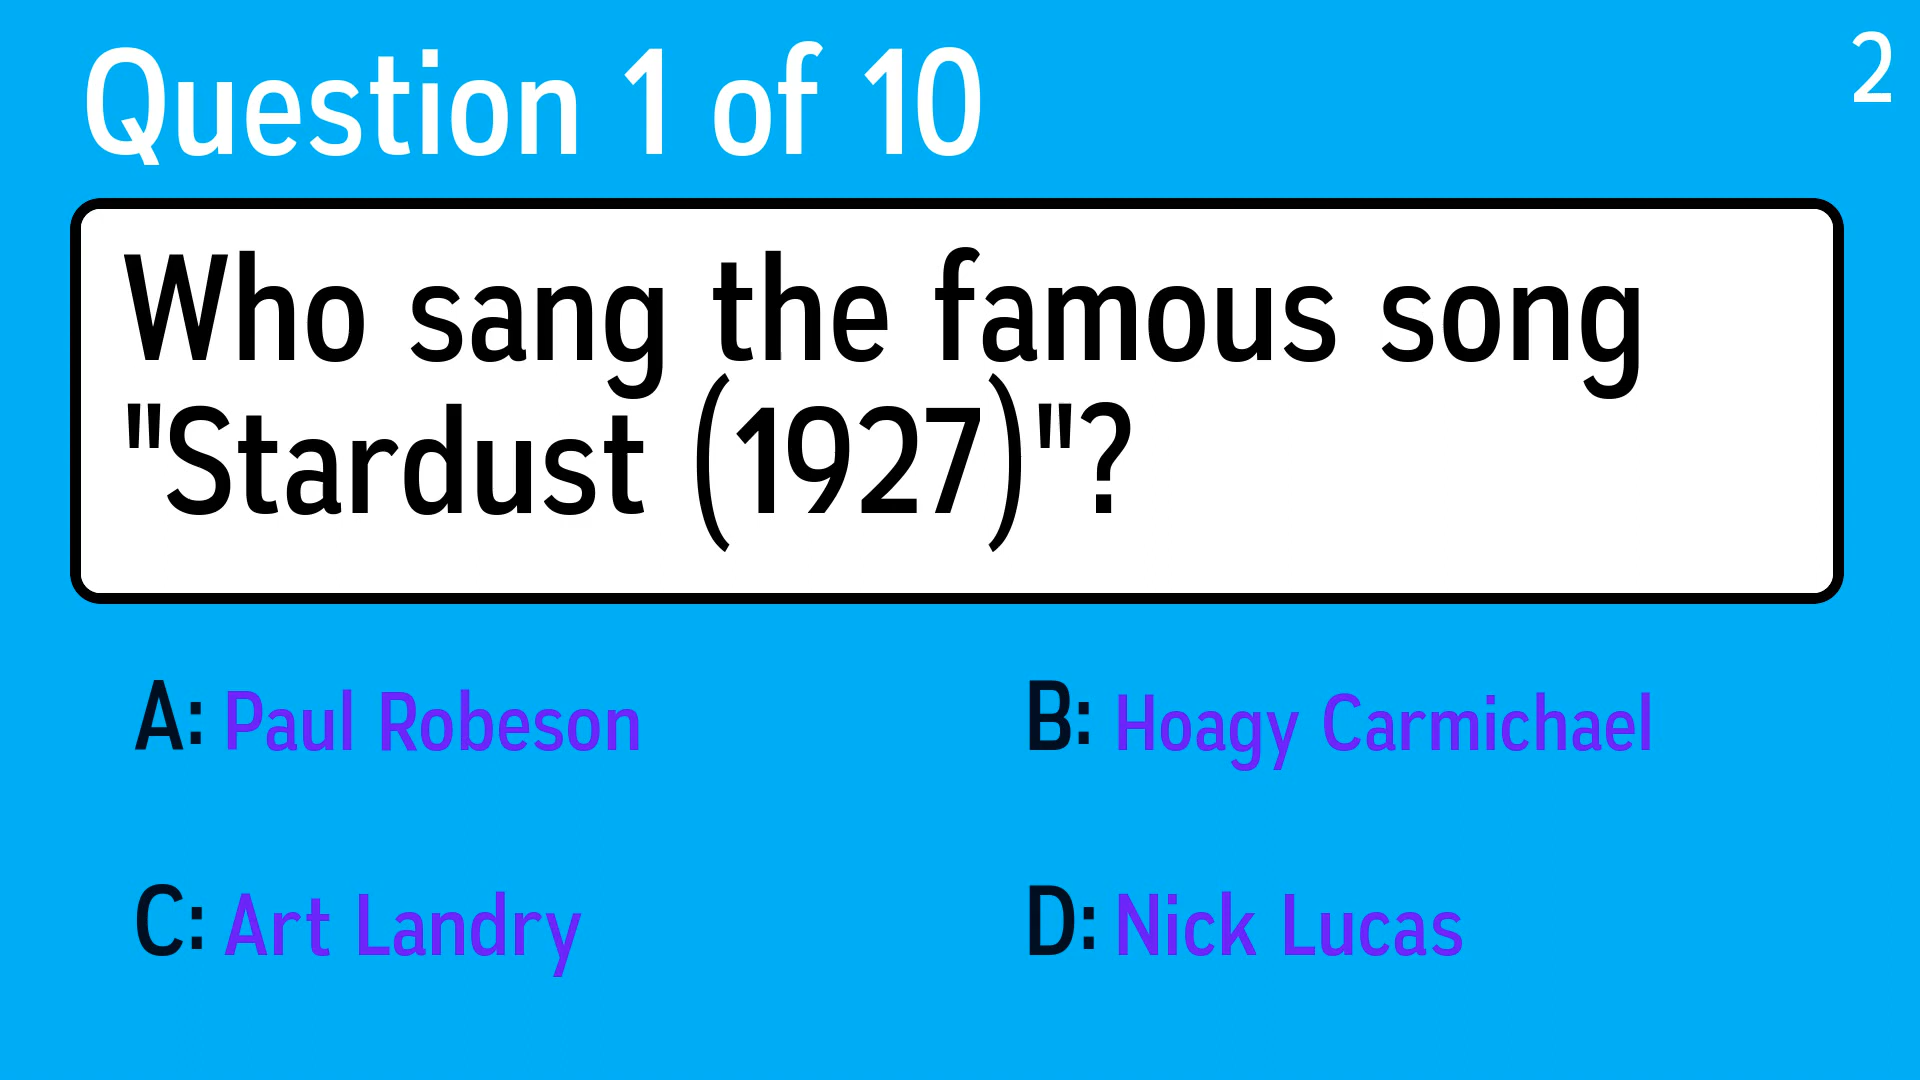 Question 1 of 10
2
Who sang the famous song
"Stardust (1927)"?
A: Paul Robeson
B: Hoagy Carmichael
C: Art Landry
D: Nick Lucas